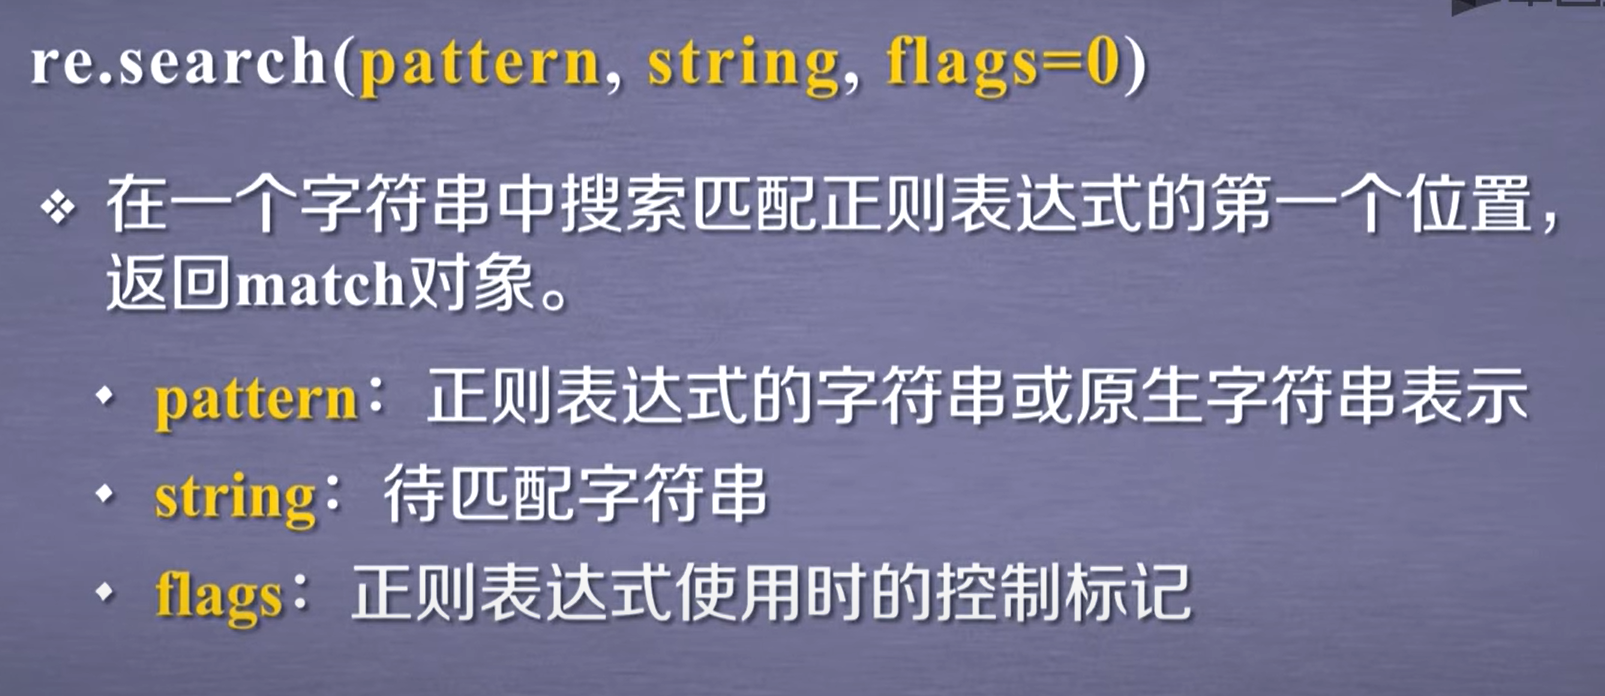 re.search(pattern, string, flags=0)
在一个字符串中搜索匹配正则表达式的第一个位置，
返回match对象。
pattern：正则表达式的字符串或原生字符串表示
string：待匹配字符串
flags：正则表达式使用时的控制标记